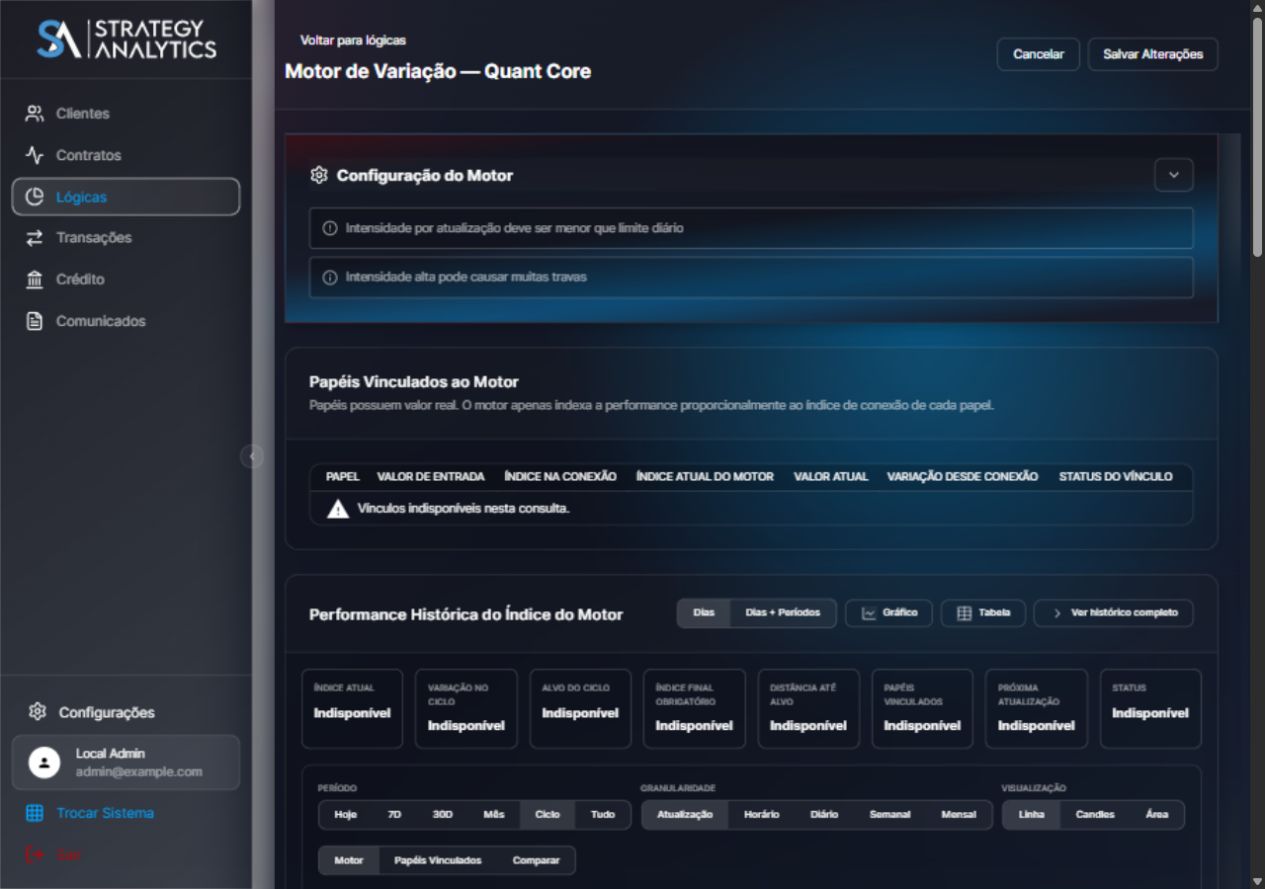 STRATEGY
ANALYTICS
Clientes
Contratos
Lógicas
Transações
Crédito
Comunicados
Configurações
Local Admin
admin@example.com
Trocar Sistema
Sair
Voltar para lógicas
Motor de Variação — Quant Core
Cancelar
Salvar Alterações
Configuração do Motor
Intensidade por atualização deve ser menor que limite diário
Intensidade alta pode causar muitas travas
Papéis Vinculados ao Motor
Papéis possuem valor real. O motor apenas indexa a performance proporcionalmente ao índice de conexão de cada papel.
PAPEL VALOR DE ENTRADA ÍNDICE NA CONEXÃO ÍNDICE ATUAL DO MOTOR VALOR ATUAL VARIAÇÃO DESDE CONEXÃO STATUS DO VÍNCULO
Vínculos indisponíveis nesta consulta.
Performance Histórica do Índice do Motor
Dias Dias + Períodos Gráfico Tabela Ver histórico completo
ÍNDICE ATUAL
Indisponível
VARIAÇÃO NO
CICLO
Indisponível
ALVO DO CICLO
Indisponível
ÍNDICE FINAL
OBRIGATÓRIO
Indisponível
DISTÂNCIA ATÉ
ALVO
Indisponível
PAPÉIS
VINCULADOS
Indisponível
PRÓXIMA
ATUALIZAÇÃO
Indisponível
STATUS
Indisponível
PERÍODO
Hoje 7D 30D Mês Ciclo Tudo
GRANULARIDADE
Atualização Horário Diário Semanal Mensal
VISUALIZAÇÃO
Linha Candles Área
Motor Papéis Vinculados Comparar